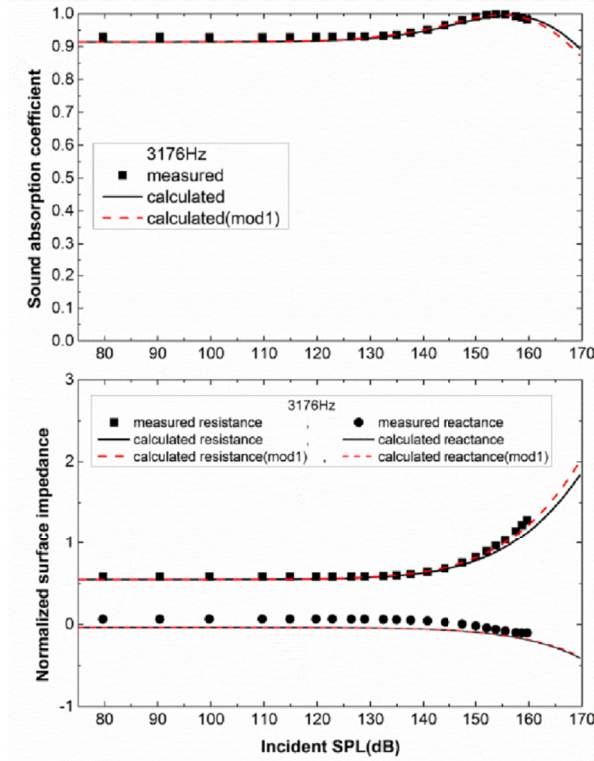 1.0
0.9
0.8
0.7
0.6
0.5
0.4
0.3
0.2
0.1
0.0
Sound absorption coefficient
3176Hz
measured
calculated
calculated(mod1)
80 90 100 110 120 130 140 150 160 170
3
2
1
0
-1
Normalized surface impedance
3176Hz
measured resistance , measured reactance
calculated resistance , calculated reactance
calculated resistance(mod1) , calculated reactance(mod1)
80 90 100 110 120 130 140 150 160 170
Incident SPL(dB)